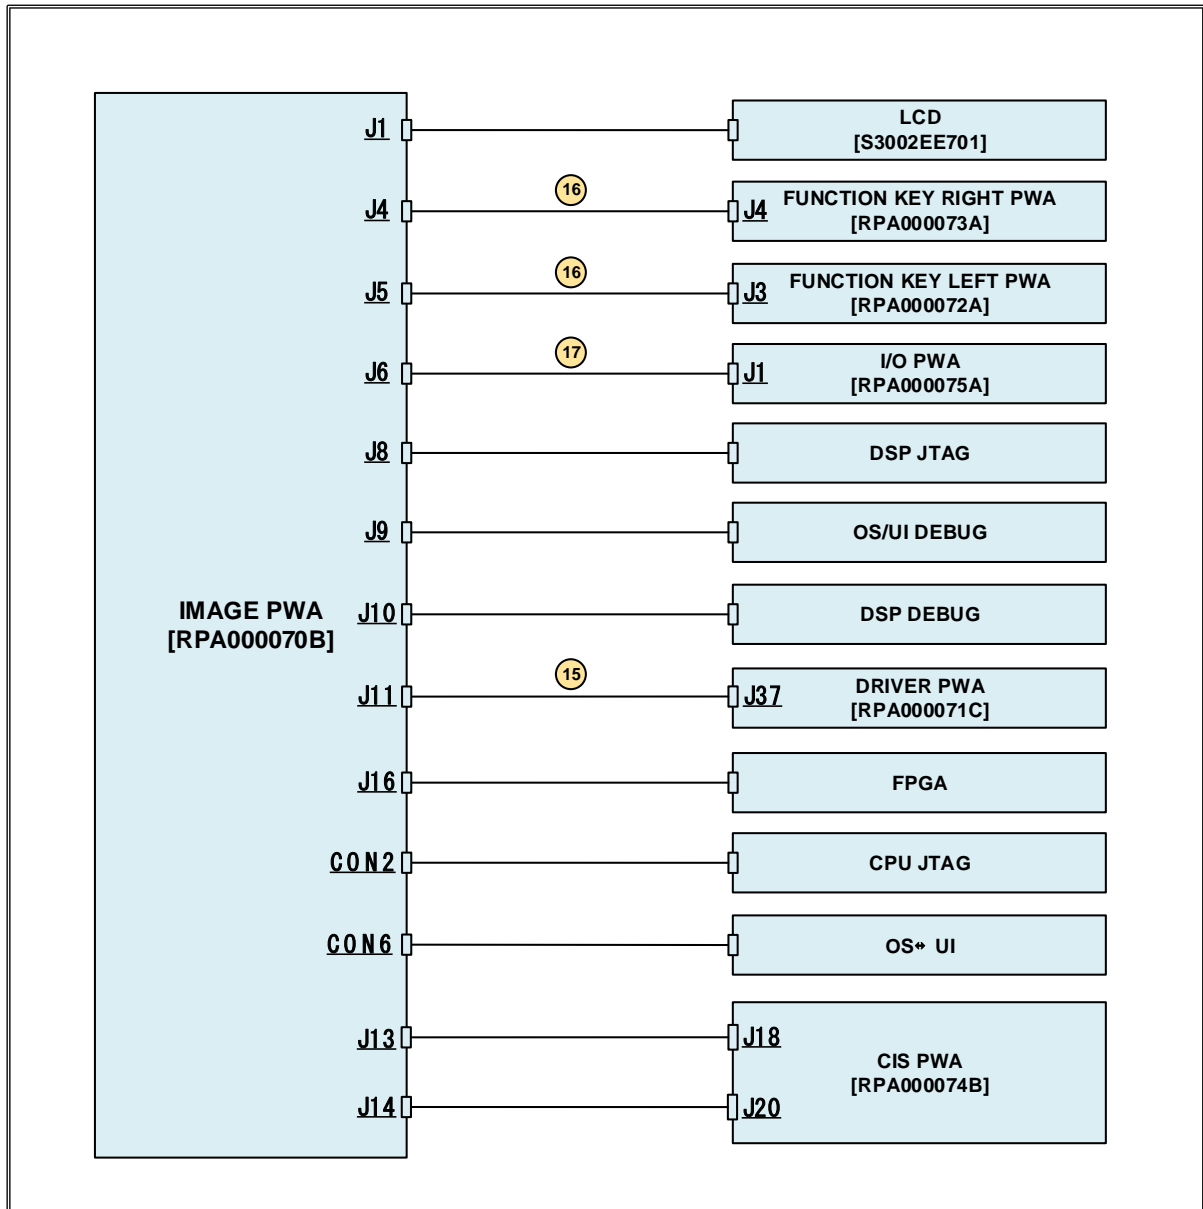 J1
LCD
[S3002EE701]
16
J4
J4
FUNCTION KEY RIGHT PWA
[RPA000073A]
16
J5
J3
FUNCTION KEY LEFT PWA
[RPA000072A]
17
J6
J1
I/O PWA
[RPA000075A]
J8
DSP JTAG
J9
OS/UI DEBUG
IMAGE PWA
[RPA000070B]
J10
DSP DEBUG
15
J11
J37
DRIVER PWA
[RPA000071C]
J16
FPGA
CON2
CPU JTAG
CON6
OS↔ UI
J13
J18
CIS PWA
[RPA000074B]
J14
J20